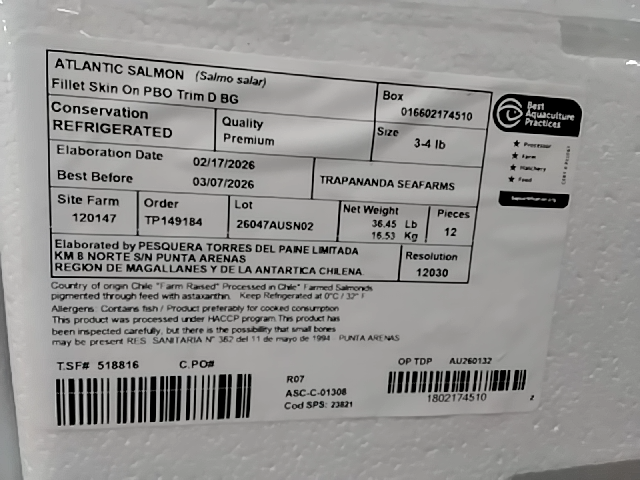 ATLANTIC SALMON (Salmo salar)
Fillet Skin On PBO Trim D BG
Box
016602174510
Conservation
REFRIGERATED
Quality
Premium
Size
3-4 lb
Elaboration Date 02/17/2026
Best Before 03/07/2026
TRAPANANDA SEAFARMS
Site Farm
120147
Order
TP149184
Lot
26047AUSN02
Net Weight
36.45 Lb
16.53 Kg
Pieces
12
Elaborated by PESQUERA TORRES DEL PAINE LIMITADA
KM 8 NORTE S/N PUNTA ARENAS
REGION DE MAGALLANES Y DE LA ANTARTICA CHILENA
Resolution
12030
Country of origin Chile "Farm Raised" Processed in Chile" Farmed Salmonds
pigmented through feed with astaxanthin. Keep Refrigerated at 0°C / 32°
Allergens: Contains fish / Product preferably for cooked consumption
This product was processed under HACCP program This product has
been inspected carefully, but there is the possibility that small bones
may be present RES. SANITARIA N° 362 del 11 de mayo de 1994 PUNTA ARENAS
T.SF# 518816 C.PO#
R07
ASC-C-01308
Cod SPS: 23821
OP TDP AU260132
1802174510
2
Best
Aquaculture
Practices
★ Processor
★ Farm
★ Hatchery
★ Feed